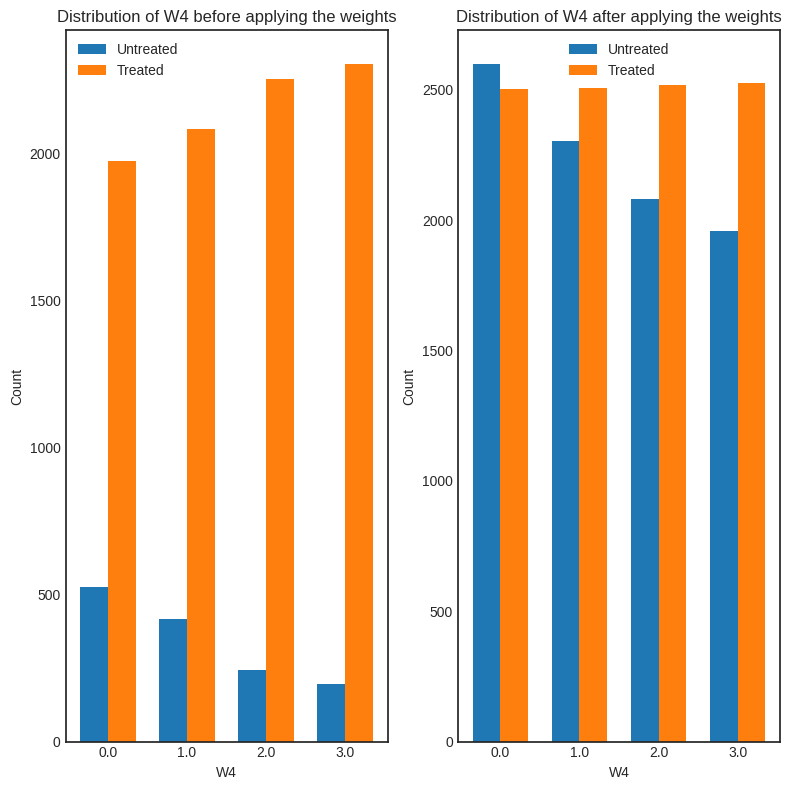 Distribution of W4 before applying the weights
Untreated
Treated
2000
1500
1000
500
0
Count
0.0 1.0 2.0 3.0
W4
Distribution of W4 after applying the weights
Untreated
Treated
2500
2000
1500
1000
500
0
Count
0.0 1.0 2.0 3.0
W4